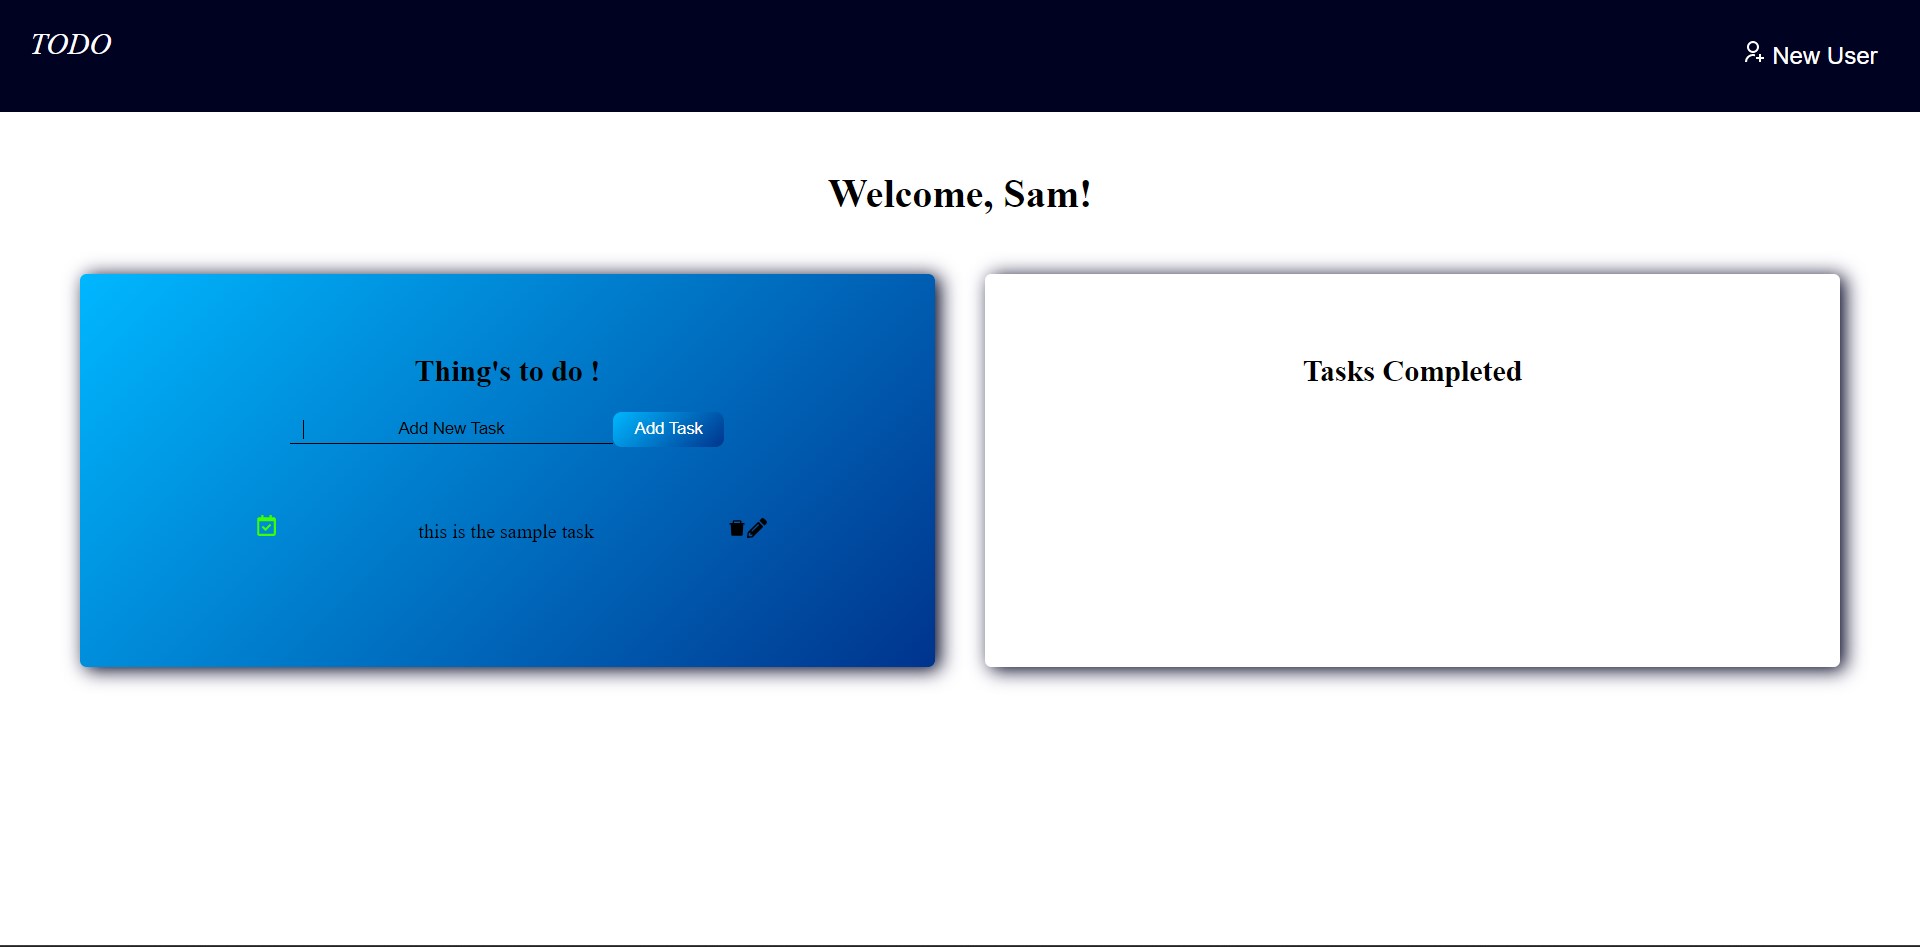 TODO
New User
Welcome, Sam!
Thing's to do !
Add New Task
Add Task
this is the sample task
Tasks Completed